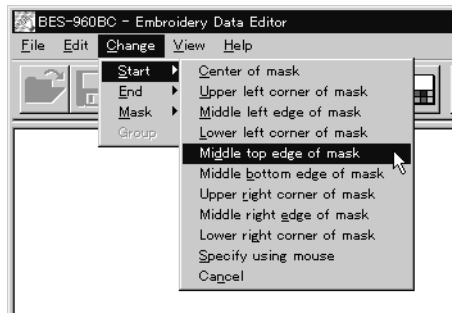 BES-960BC - Embroidery Data Editor
File Edit Change View Help
Start
End
Mask
Group
Center of mask
Upper left corner of mask
Middle left edge of mask
Lower left corner of mask
Middle top edge of mask
Middle bottom edge of mask
Upper right corner of mask
Middle right edge of mask
Lower right corner of mask
Specify using mouse
Cancel